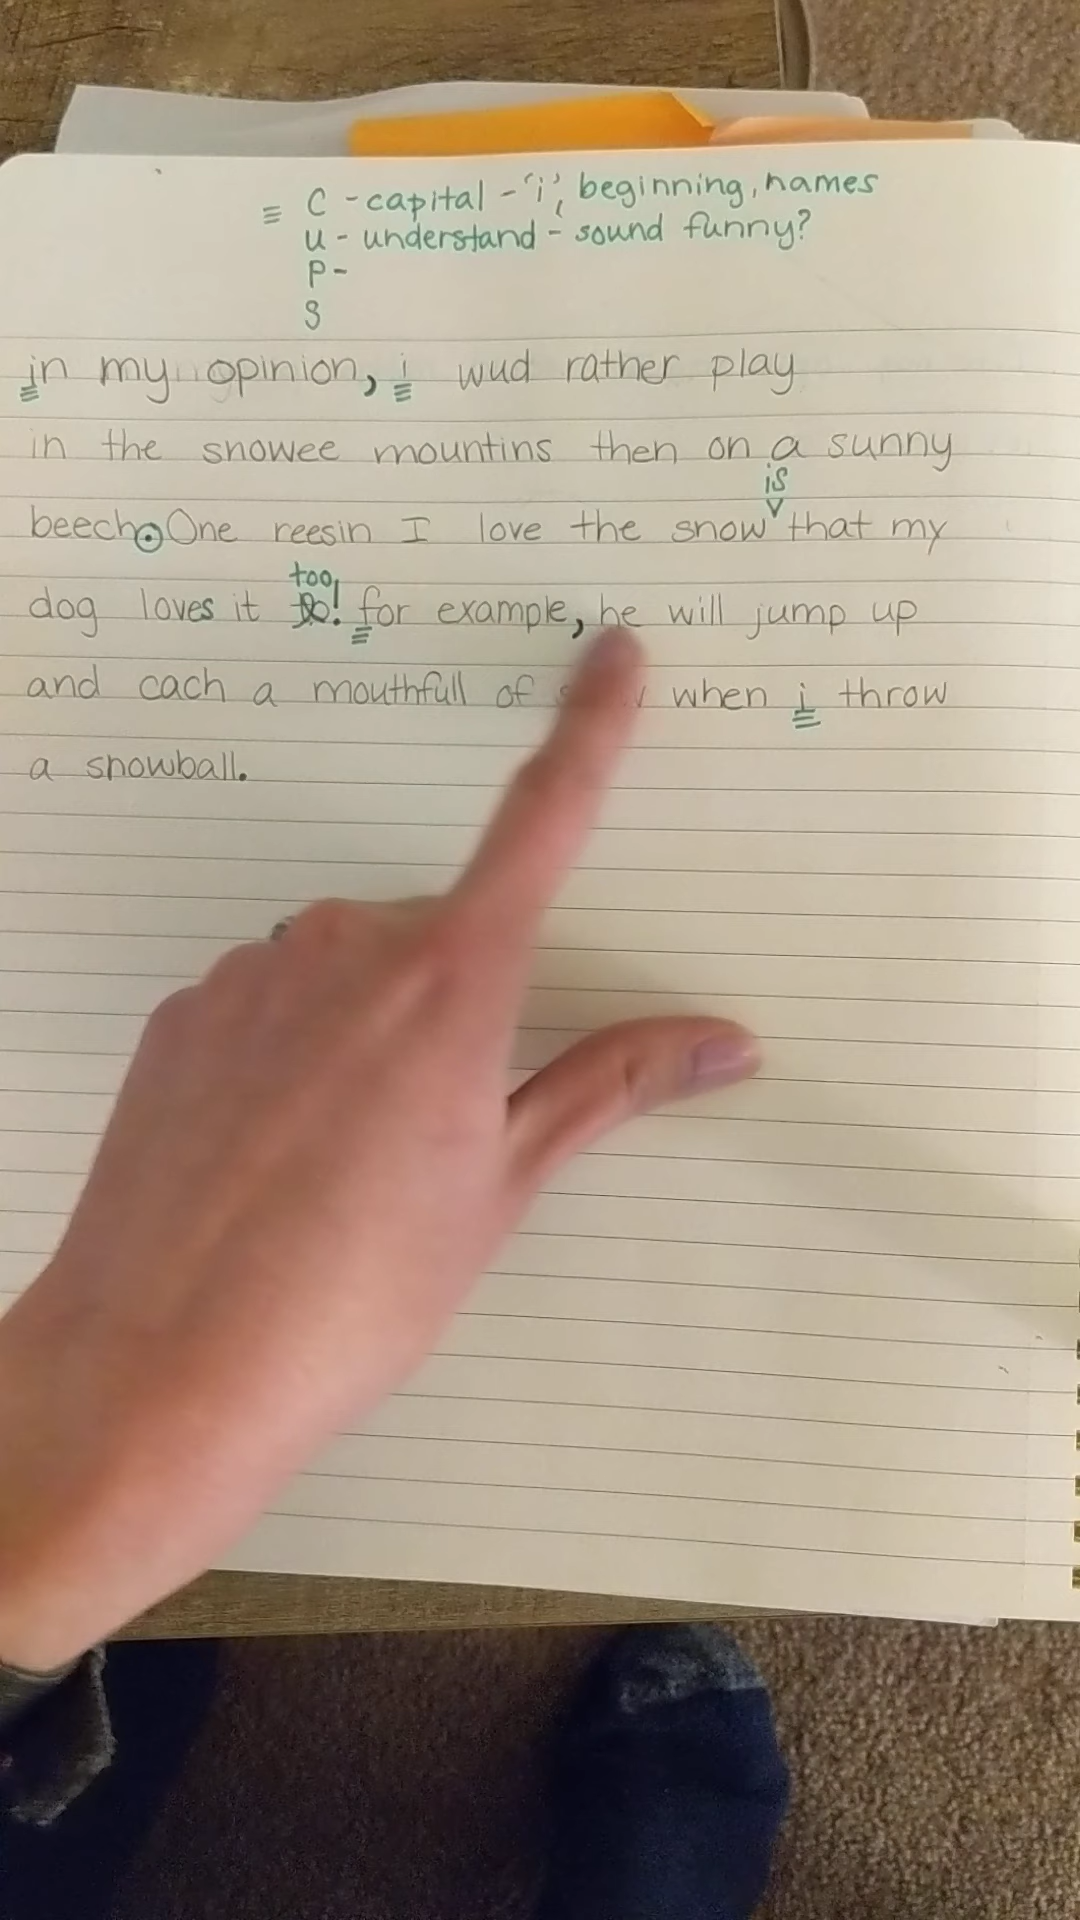 ≡ C - capital - 'i', beginning, names
U - understand - sound funny?
P -
S
in my opinion, i wud rather play
in the snowee mountins then on a sunny
is
beech. One reesin I love the snow that my
too
dog loves it to! for example, he will jump up
and cach a mouthfull of when i throw
a snowball.